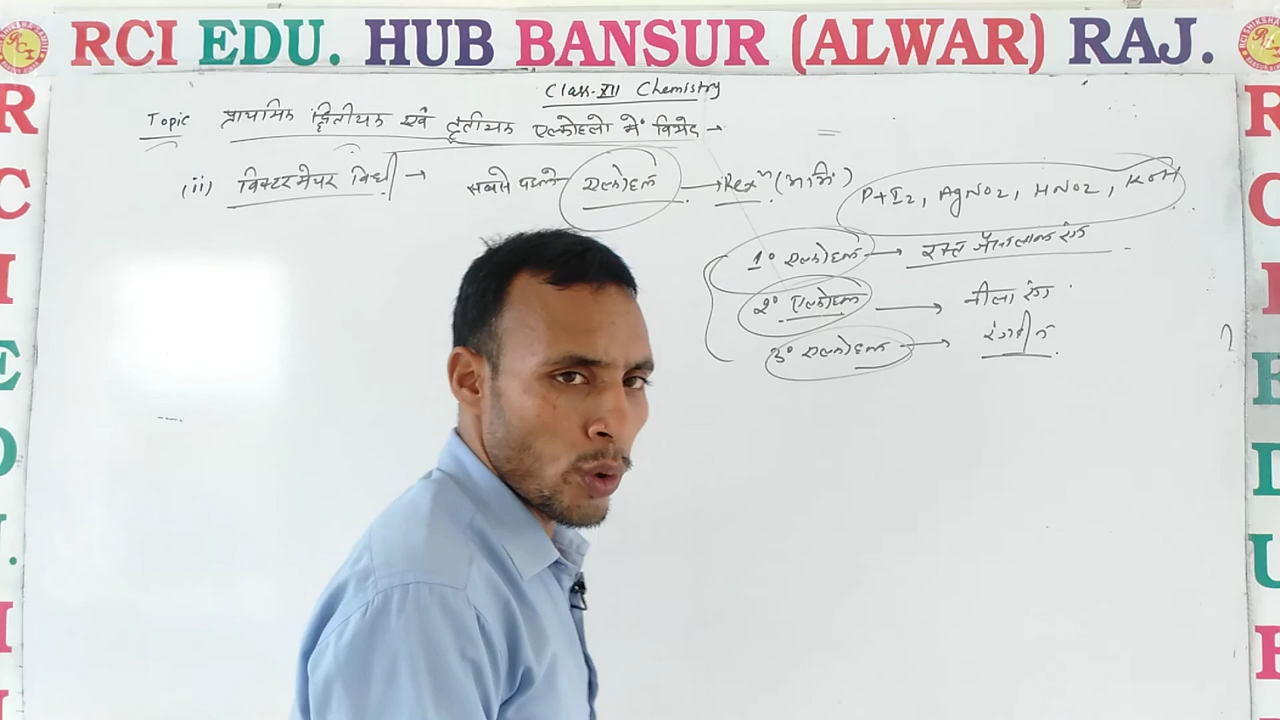 RCI EDU. HUB BANSUR (ALWAR) RAJ.
Class-XII Chemistry
Topic प्राथमिक द्वितीयक एवं तृतीयक एल्कोहलो में विभेद →
(ii) विक्टरमेयर विधि → सबसे पहले एल्कोहल → Rexⁿ (अभि) P+I2, AgNO2, HNO2, KOH
1° एल्कोहल → रक्त जैसा लाल रंग
2° एल्कोहल → नीला रंग
3° एल्कोहल → रंगहीन